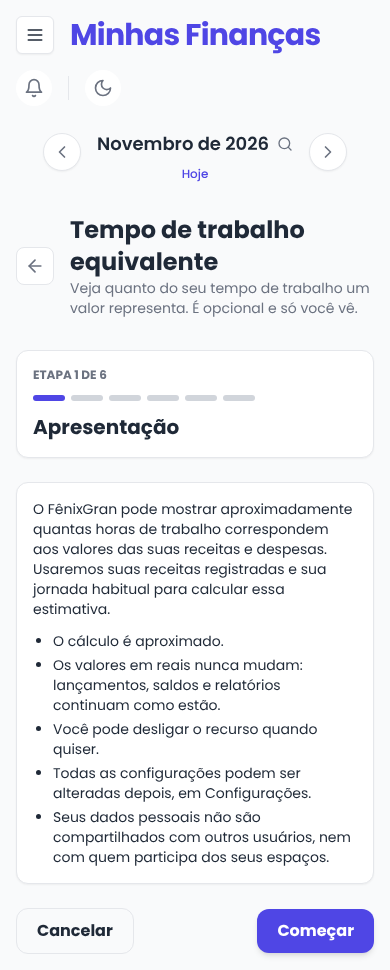 Minhas Finanças
Novembro de 2026
Hoje
Tempo de trabalho
equivalente
Veja quanto do seu tempo de trabalho um
valor representa. É opcional e só você vê.
ETAPA 1 DE 6
Apresentação
O FênixGran pode mostrar aproximadamente
quantas horas de trabalho correspondem
aos valores das suas receitas e despesas.
Usaremos suas receitas registradas e sua
jornada habitual para calcular essa
estimativa.
• O cálculo é aproximado.
• Os valores em reais nunca mudam:
lançamentos, saldos e relatórios
continuam como estão.
• Você pode desligar o recurso quando
quiser.
• Todas as configurações podem ser
alteradas depois, em Configurações.
• Seus dados pessoais não são
compartilhados com outros usuários, nem
com quem participa dos seus espaços.
Cancelar
Começar